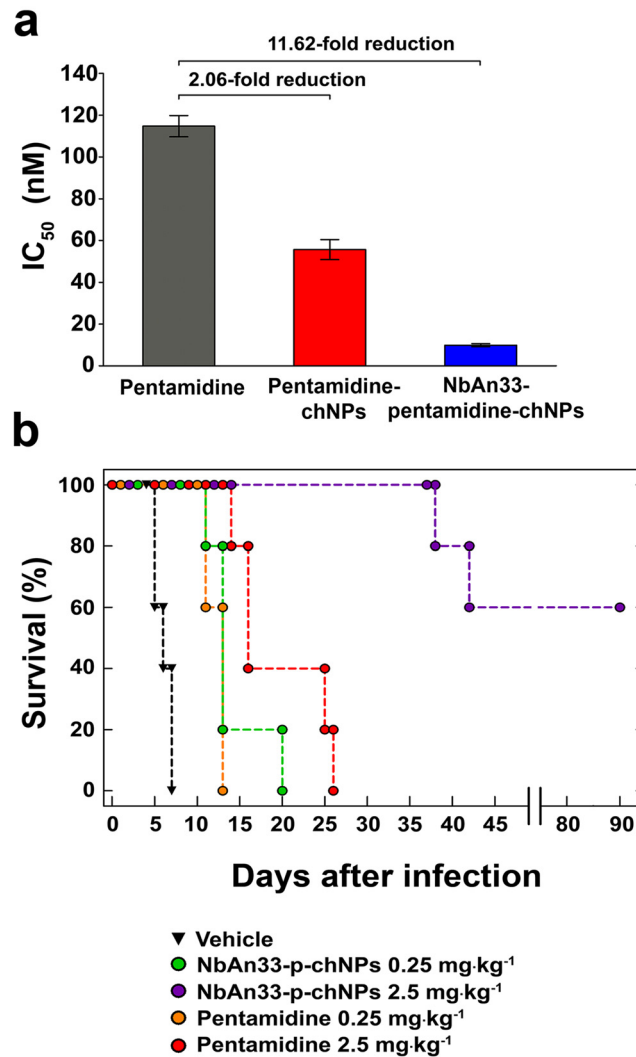 a
11.62-fold reduction
2.06-fold reduction
IC50 (nM)
140
120
100
80
60
40
20
0
Pentamidine
Pentamidine-
chNPs
NbAn33-
pentamidine-chNPs
b
Survival (%)
100
80
60
40
20
0
0 5 10 15 20 25 30 35 40 45 80 90
Days after infection
Vehicle
NbAn33-p-chNPs 0.25 mg·kg⁻¹
NbAn33-p-chNPs 2.5 mg·kg⁻¹
Pentamidine 0.25 mg·kg⁻¹
Pentamidine 2.5 mg·kg⁻¹